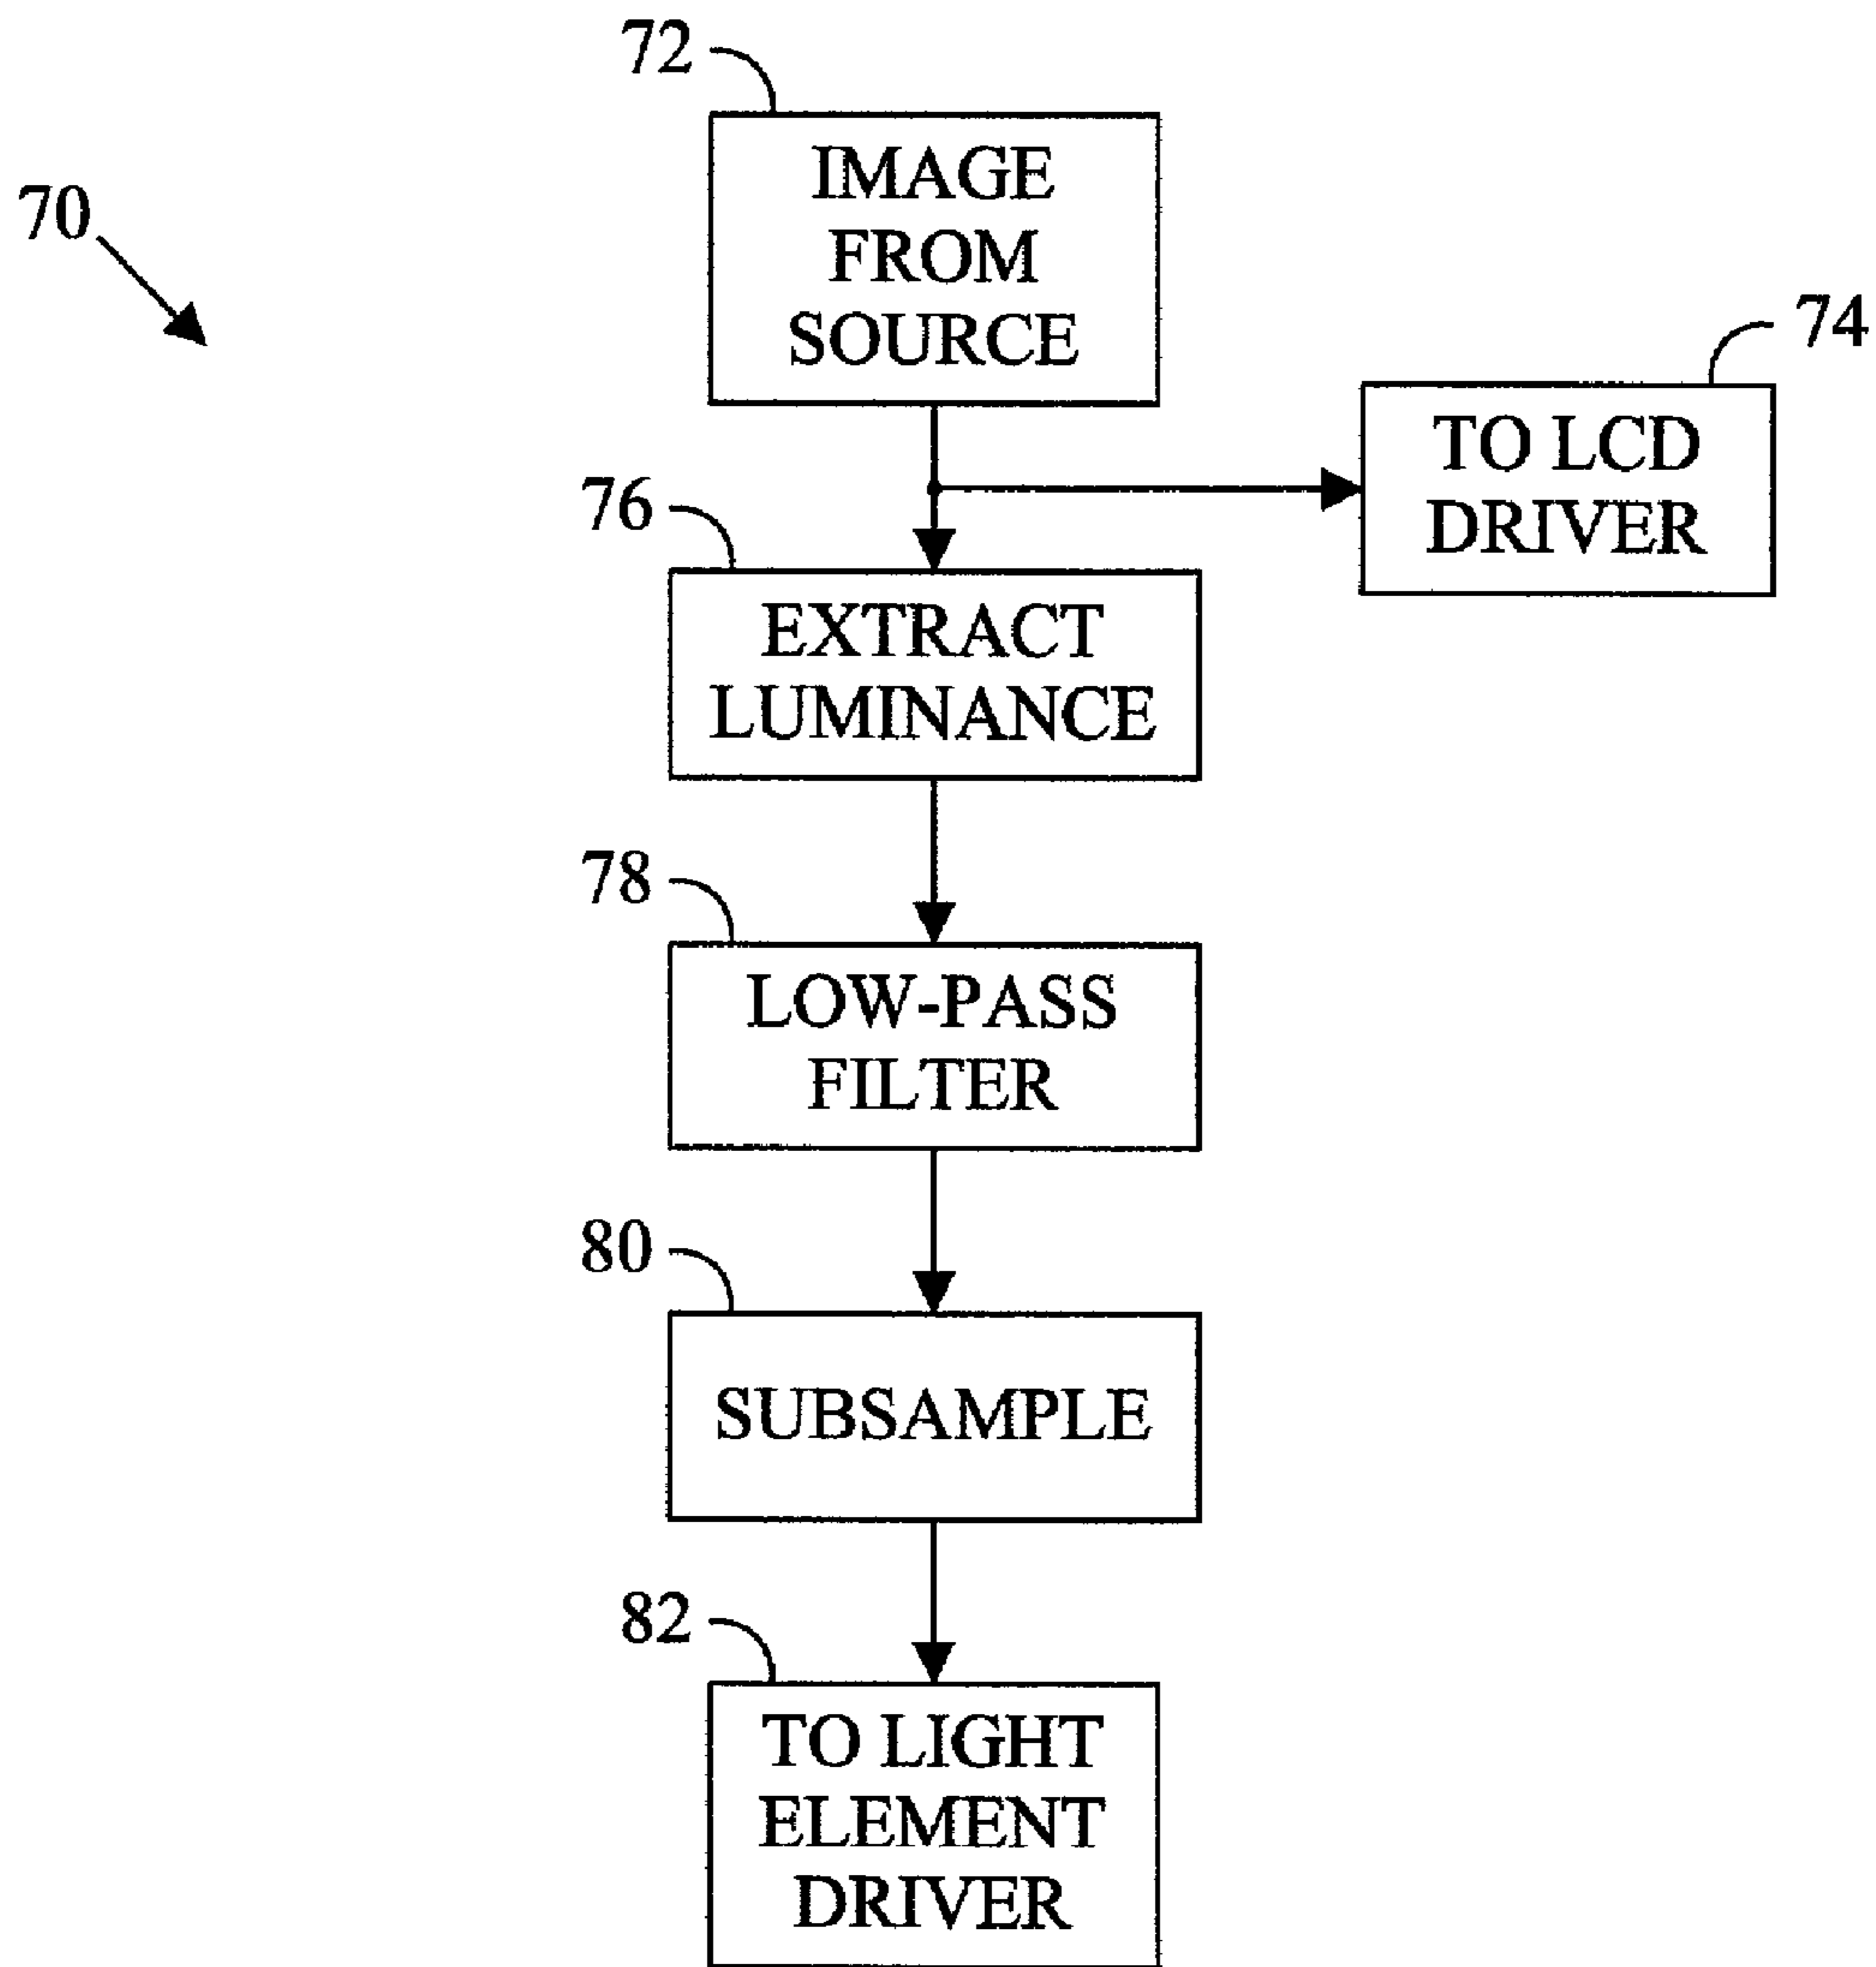 72
IMAGE
FROM
SOURCE
70
74
TO LCD
DRIVER
76
EXTRACT
LUMINANCE
78
LOW-PASS
FILTER
80
SUBSAMPLE
82
TO LIGHT
ELEMENT
DRIVER